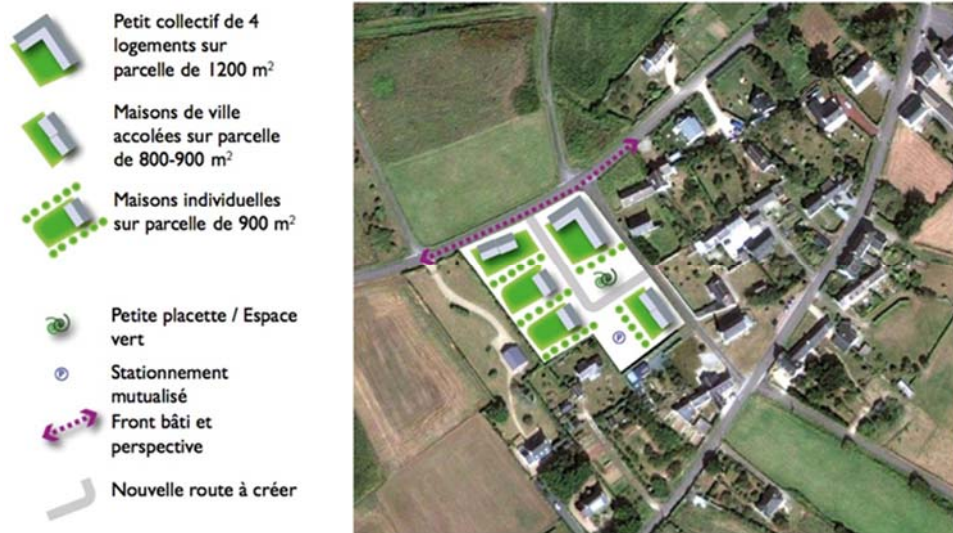 Petit collectif de 4
logements sur
parcelle de 1200 m²
Maisons de ville
accolées sur parcelle
de 800-900 m²
Maisons individuelles
sur parcelle de 900 m²
Petite placette / Espace
vert
P
Stationnement
mutualisé
Front bâti et
perspective
Nouvelle route à créer
P